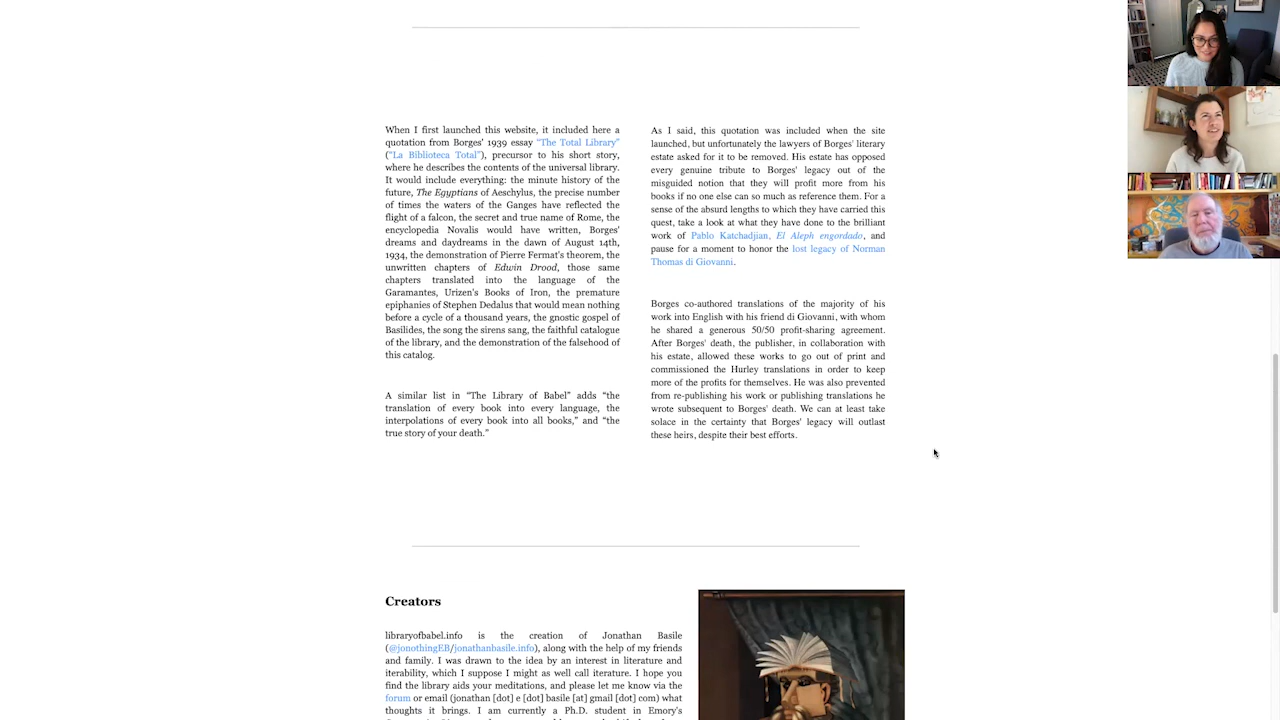 When I first launched this website, it included here a
quotation from Borges' 1939 essay “The Total Library”
(“La Biblioteca Total”), precursor to his short story,
where he describes the contents of the universal library.
It would include everything: the minute history of the
future, The Egyptians of Aeschylus, the precise number
of times the waters of the Ganges have reflected the
flight of a falcon, the secret and true name of Rome, the
encyclopedia Novalis would have written, Borges'
dreams and daydreams in the dawn of August 14th,
1934, the demonstration of Pierre Fermat's theorem, the
unwritten chapters of Edwin Drood, those same
chapters translated into the language of the
Garamantes, Urizen's Books of Iron, the premature
epiphanies of Stephen Dedalus that would mean nothing
before a cycle of a thousand years, the gnostic gospel of
Basilides, the song the sirens sang, the faithful catalogue
of the library, and the demonstration of the falsehood of
this catalog.
A similar list in “The Library of Babel” adds “the
translation of every book into every language, the
interpolations of every book into all books,” and “the
true story of your death.”
As I said, this quotation was included when the site
launched, but unfortunately the lawyers of Borges' literary
estate asked for it to be removed. His estate has opposed
every genuine tribute to Borges' legacy out of the
misguided notion that they will profit more from his
books if no one else can so much as reference them. For a
sense of the absurd lengths to which they have carried this
quest, take a look at what they have done to the brilliant
work of Pablo Katchadjian, El Aleph engordado, and
pause for a moment to honor the lost legacy of Norman
Thomas di Giovanni.
Borges co-authored translations of the majority of his
work into English with his friend di Giovanni, with whom
he shared a generous 50/50 profit-sharing agreement.
After Borges' death, the publisher, in collaboration with
his estate, allowed these works to go out of print and
commissioned the Hurley translations in order to keep
more of the profits for themselves. He was also prevented
from re-publishing his work or publishing translations he
wrote subsequent to Borges' death. We can at least take
solace in the certainty that Borges' legacy will outlast
these heirs, despite their best efforts.
Creators
libraryofbabel.info is the creation of Jonathan Basile
(@jonothingEB/jonathanbasile.info), along with the help of my friends
and family. I was drawn to the idea by an interest in literature and
iterability, which I suppose I might as well call iterature. I hope you
find the library aids your meditations, and please let me know via the
forum or email (jonathan [dot] e [dot] basile [at] gmail [dot] com) what
thoughts it brings. I am currently a Ph.D. student in Emory's